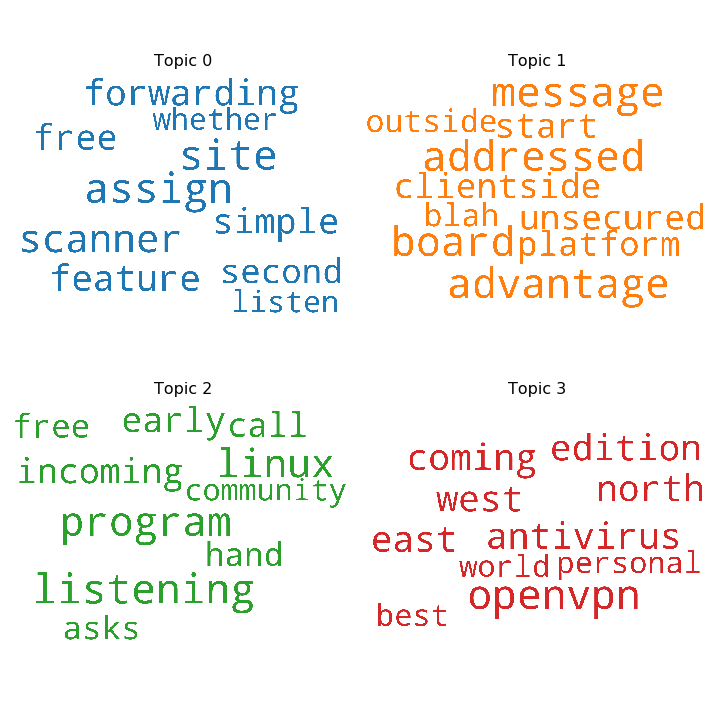 Topic 0
forwarding
whether
free
site
assign
simple
scanner
feature
second
listen
Topic 1
message
outside
start
addressed
clientside
blah
unsecured
board
platform
advantage
Topic 2
free
early
call
incoming
linux
community
program
hand
listening
asks
Topic 3
coming
edition
west
north
east
antivirus
world
personal
openvpn
best